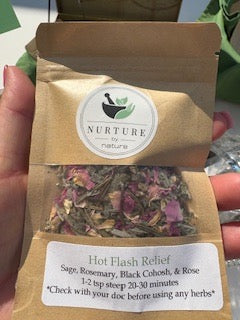 NURTURE
by
nature
Hot Flash Relief
Sage, Rosemary, Black Cohosh, & Rose
1-2 tsp steep 20-30 minutes
*Check with your doc before using any herbs*